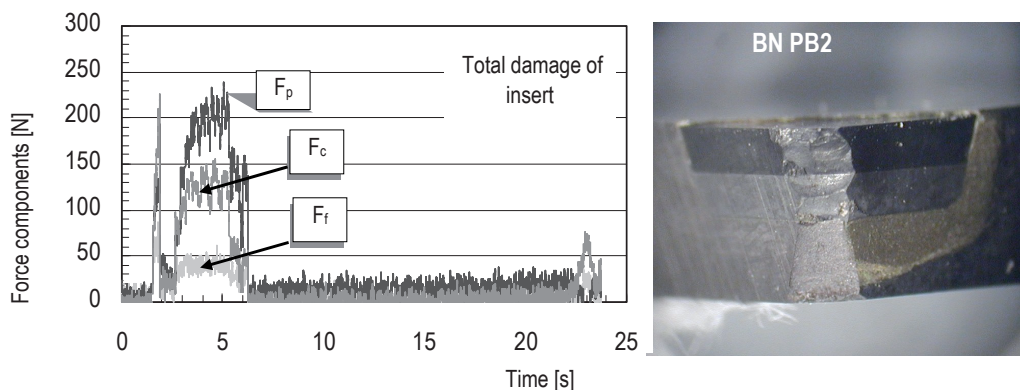 300
250
200
150
100
50
0
Force components [N]
Total damage of
insert
Fp
Fc
Ff
0 5 10 15 20 25
Time [s]
BN PB2